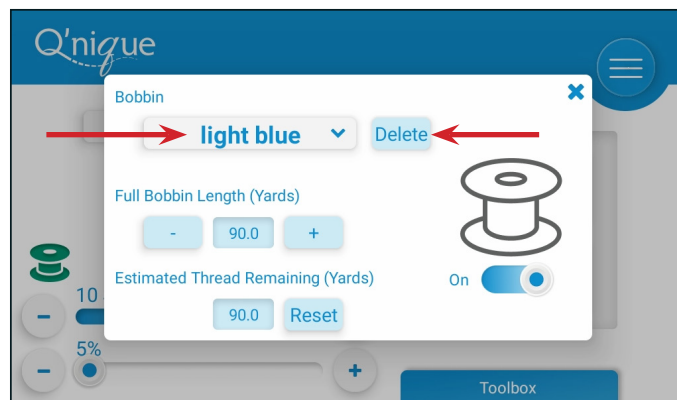 Q'nique
Bobbin
light blue
Delete
Full Bobbin Length (Yards)
- 90.0 +
Estimated Thread Remaining (Yards)
On
90.0 Reset
10
5%
- +
Toolbox